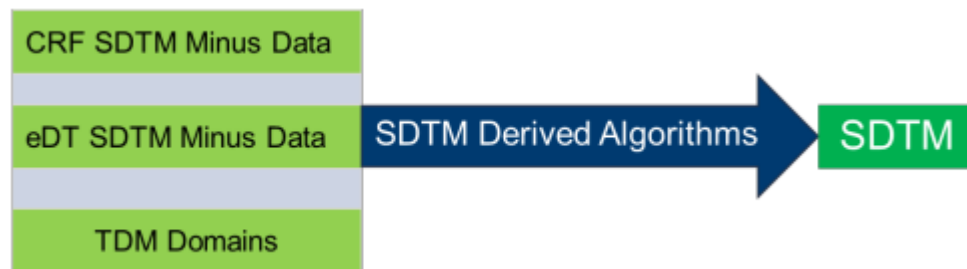 CRF SDTM Minus Data
eDT SDTM Minus Data
SDTM Derived Algorithms
SDTM
TDM Domains